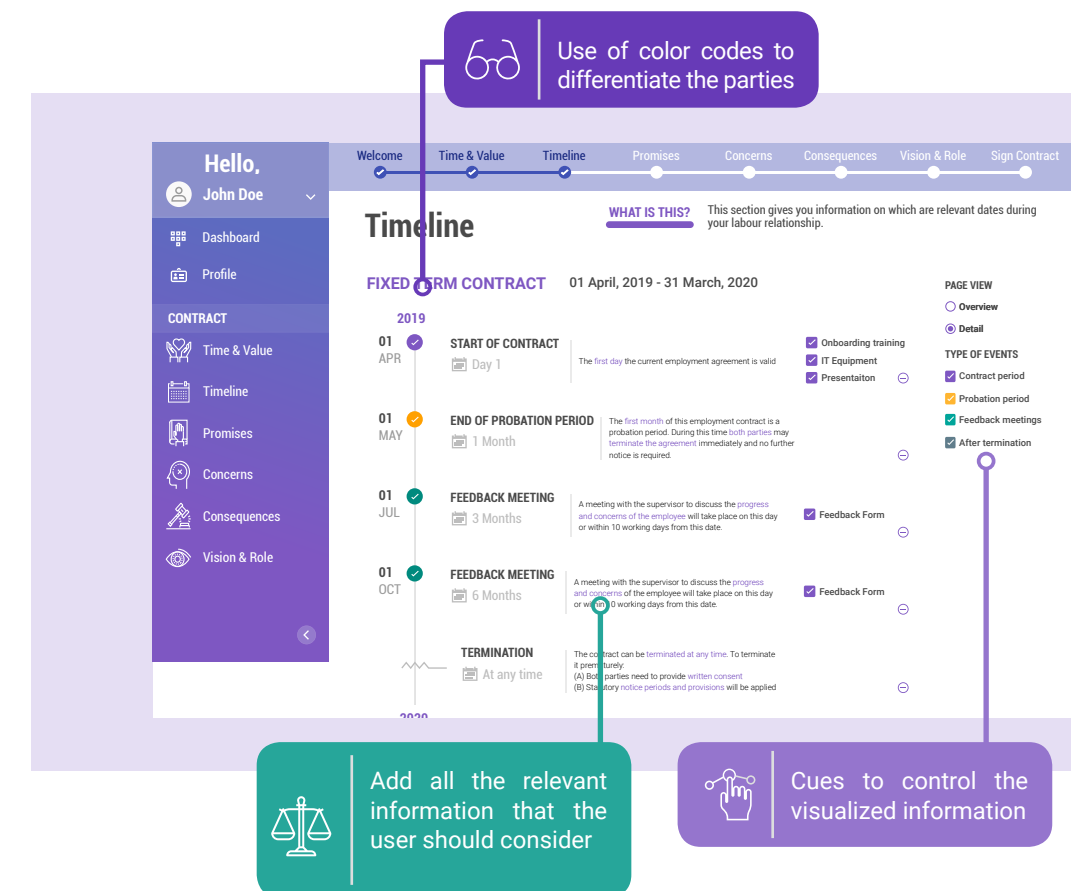 Use of color codes to
differentiate the parties
Hello,
John Doe
Dashboard
Profile
CONTRACT
Time & Value
Timeline
Promises
Concerns
Consequences
Vision & Role
Welcome
Time & Value
Timeline
Promises
Concerns
Consequences
Vision & Role
Sign Contract
Timeline
WHAT IS THIS?
This section gives you information on which are relevant dates during
your labour relationship.
FIXED TERM CONTRACT
01 April, 2019 - 31 March, 2020
2019
01
APR
START OF CONTRACT
Day 1
The first day the current employment agreement is valid
Onboarding training
IT Equipment
Presentaiton
01
MAY
END OF PROBATION PERIOD
1 Month
The first month of this employment contract is a
probation period. During this time both parties may
terminate the agreement immediately and no further
notice is required.
01
JUL
FEEDBACK MEETING
3 Months
A meeting with the supervisor to discuss the progress
and concerns of the employee will take place on this day
or within 10 working days from this date.
Feedback Form
01
OCT
FEEDBACK MEETING
6 Months
A meeting with the supervisor to discuss the progress
and concerns of the employee will take place on this day
or within 10 working days from this date.
Feedback Form
TERMINATION
At any time
The contract can be terminated at any time. To terminate
it prematurely:
(A) Both parties need to provide written consent
(B) Statutory notice periods and provisions will be applied
2020
PAGE VIEW
Overview
Detail
TYPE OF EVENTS
Contract period
Probation period
Feedback meetings
After termination
Add all the relevant
information that the
user should consider
Cues to control the
visualized information